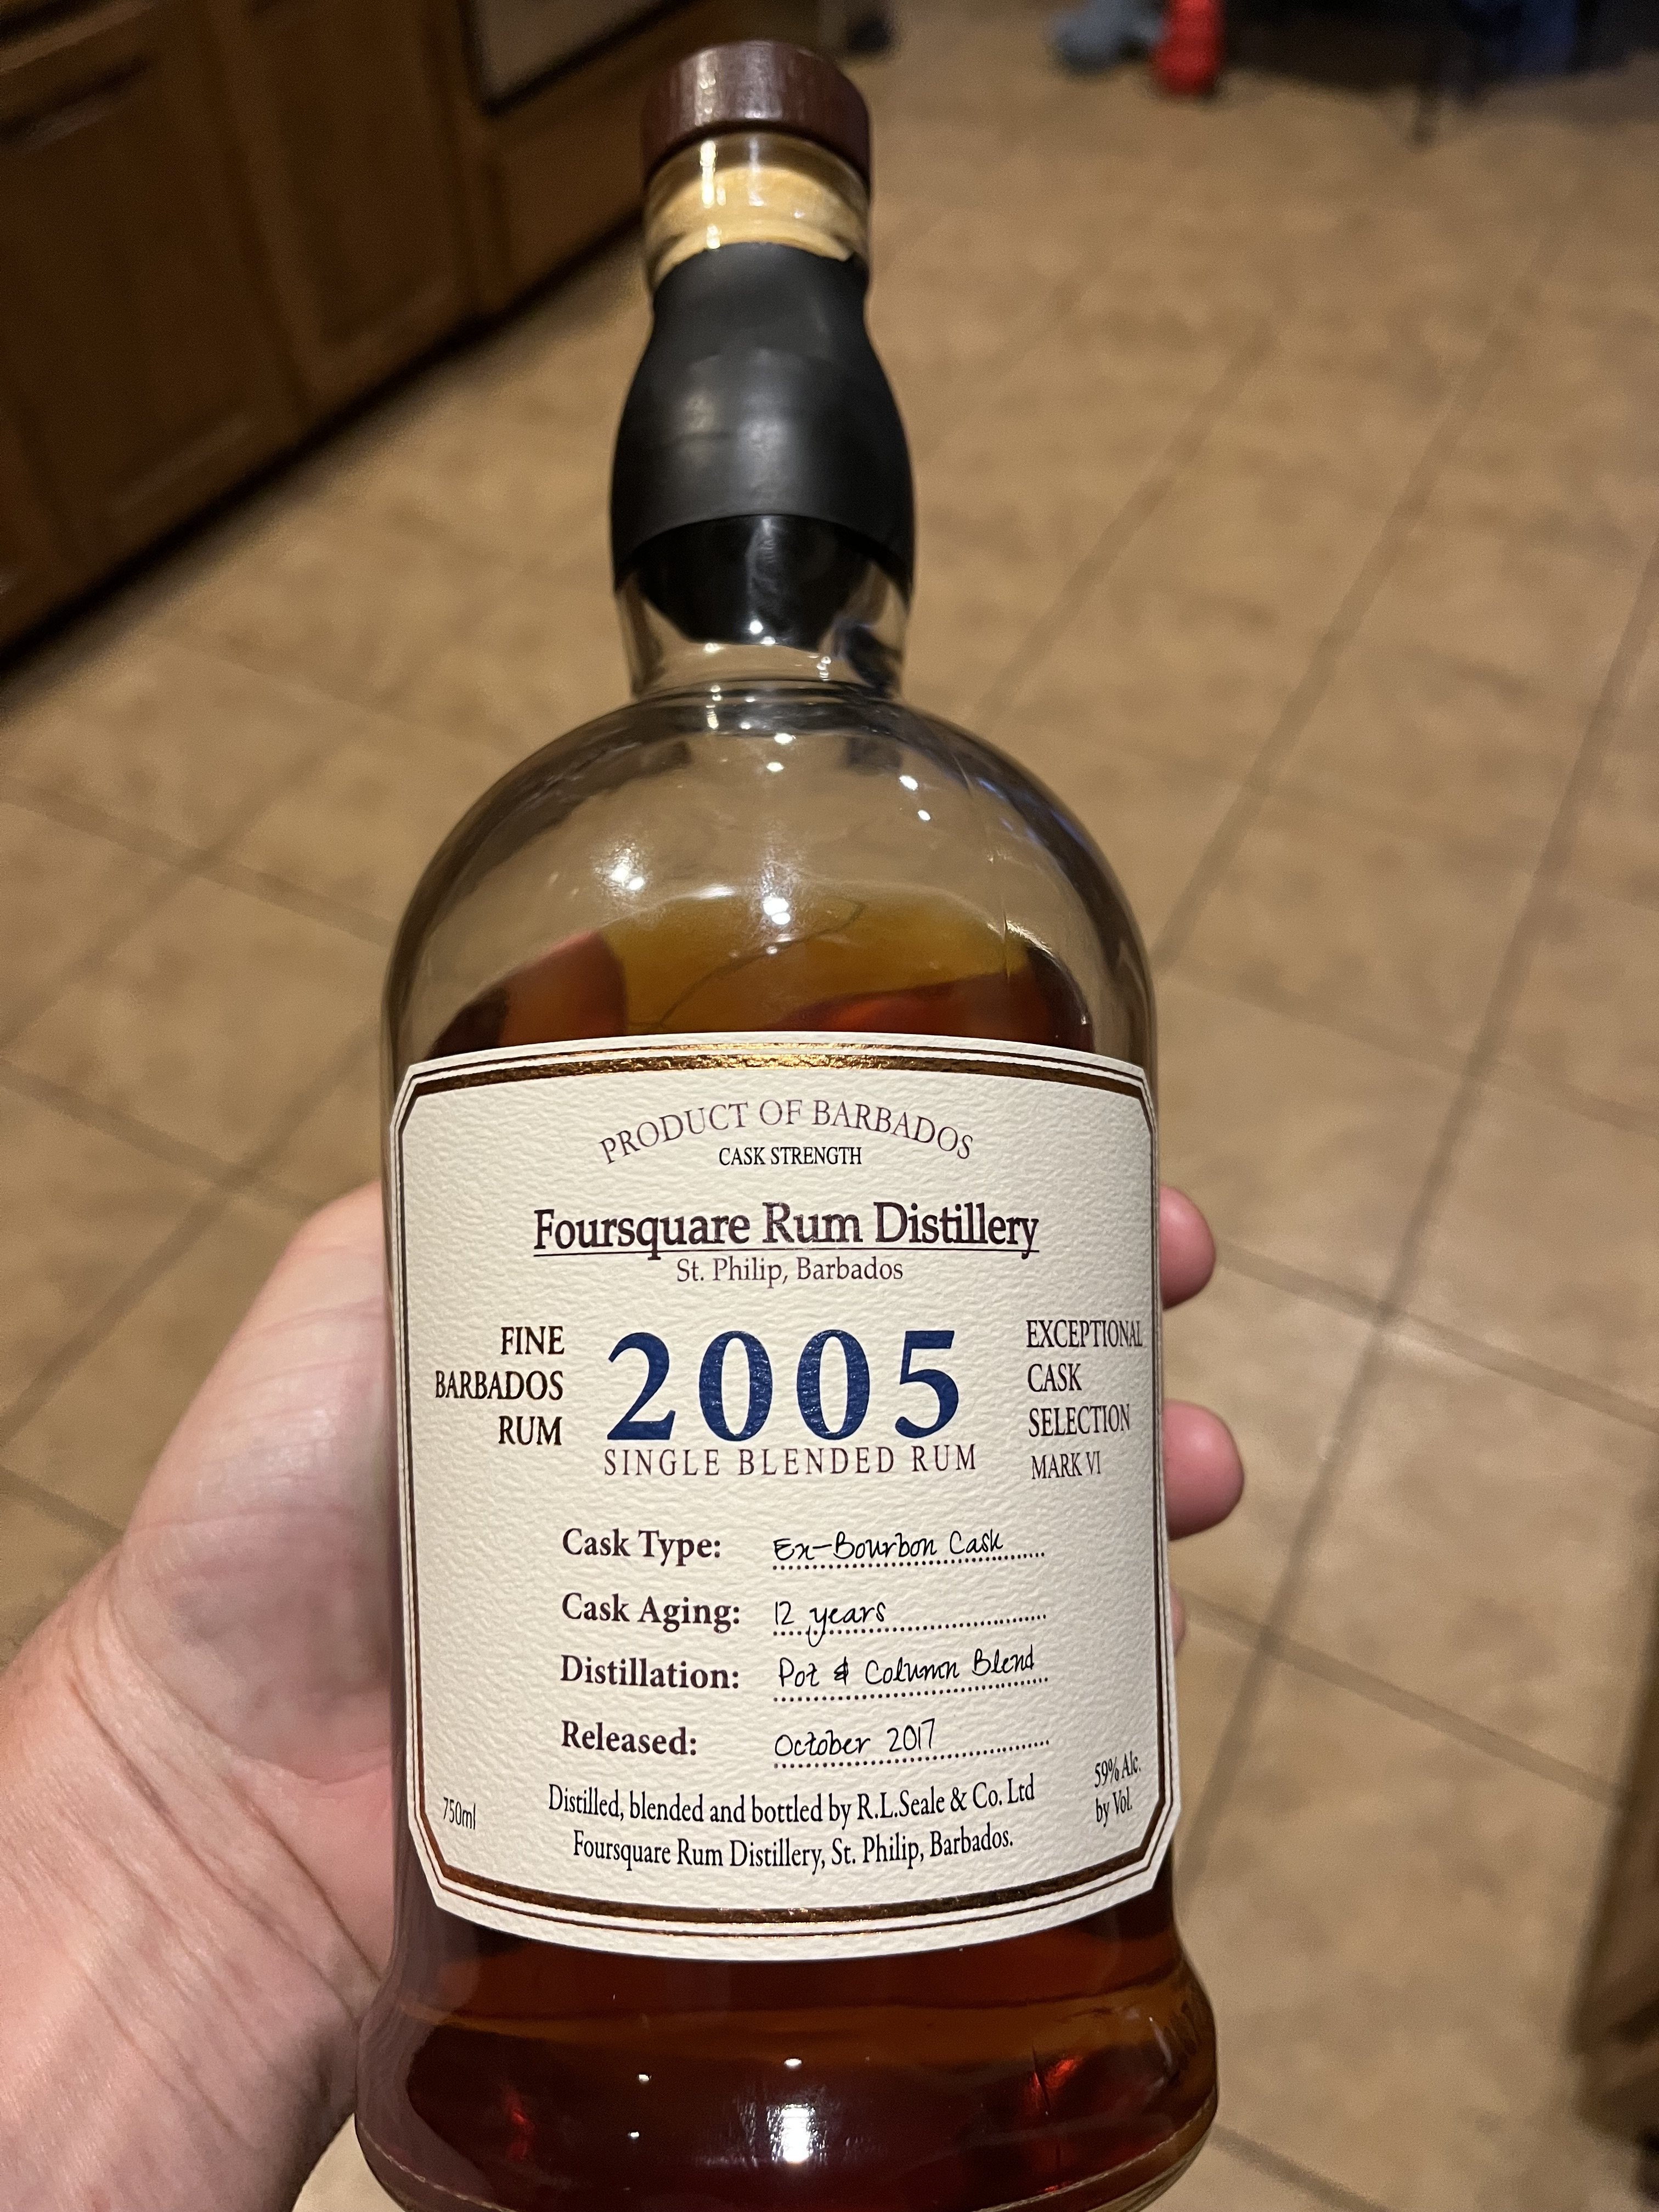 PRODUCT OF BARBADOS
CASK STRENGTH
Foursquare Rum Distillery
St. Philip, Barbados
FINE
BARBADOS
RUM
2005
SINGLE BLENDED RUM
EXCEPTIONAL
CASK
SELECTION
MARK VI
Cask Type: Ex-Bourbon Cask
Cask Aging: 12 years
Distillation: Pot & Column Blend
Released: October 2017
750ml
Distilled, blended and bottled by R.L.Seale & Co. Ltd
Foursquare Rum Distillery, St. Philip, Barbados.
59% Alc.
by Vol.